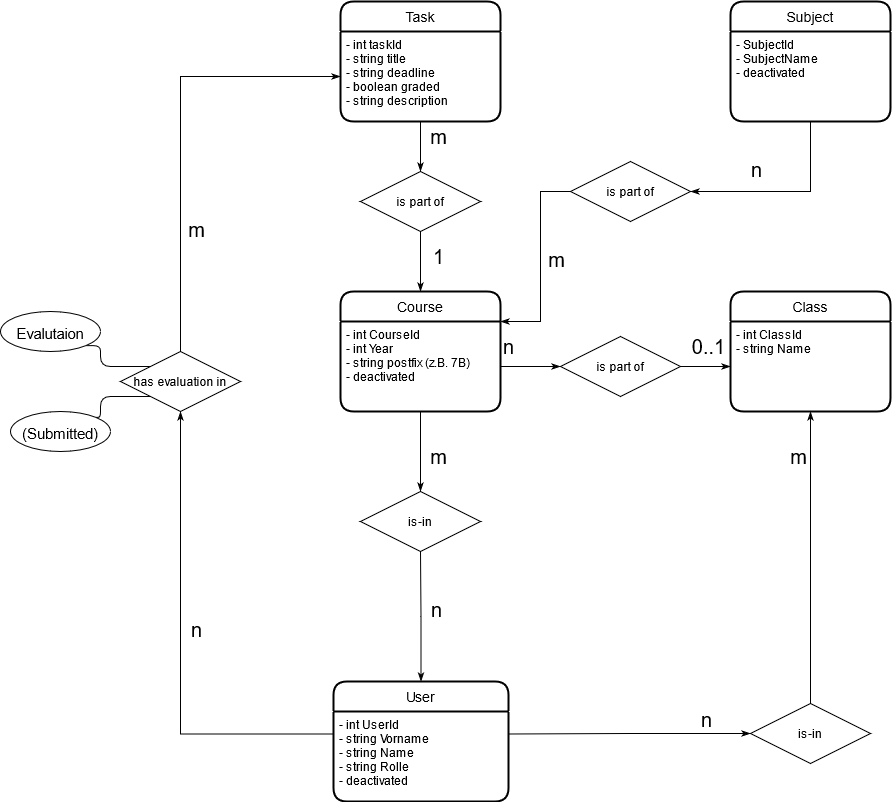 Task
- int taskId
- string title
- string deadline
- boolean graded
- string description
Subject
- SubjectId
- SubjectName
- deactivated
m
is part of
n
is part of
m
1
m
Course
- int CourseId
- int Year
- string postfix (z.B. 7B)
- deactivated
n
is part of
0..1
Class
- int ClassId
- string Name
Evalutaion
has evaluation in
(Submitted)
m
m
is-in
n
n
User
- int UserId
- string Vorname
- string Name
- string Rolle
- deactivated
n
is-in